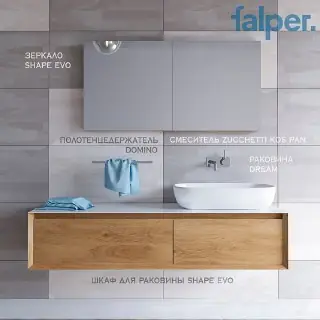 falper.
ЗЕРКАЛО
SHAPE EVO
ПОЛОТЕНЦЕДЕРЖАТЕЛЬ
DOMINO
СМЕСИТЕЛЬ ZUCCHETTI KOS PAN
РАКОВИНА
DREAM
ШКАФ ДЛЯ РАКОВИНЫ SHAPE EVO